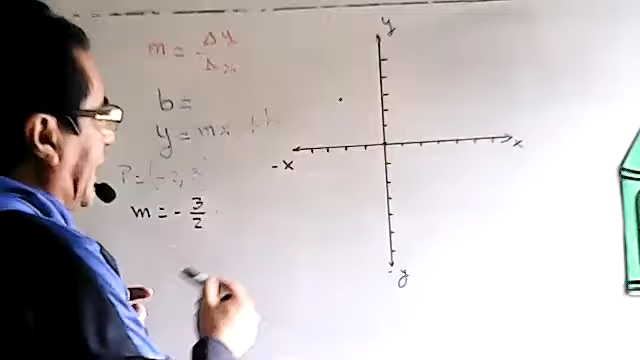 m = Δy/Δx
b =
y = mx + b
P = (-2, 3)
m = - 3/2
y
x
- x
- y